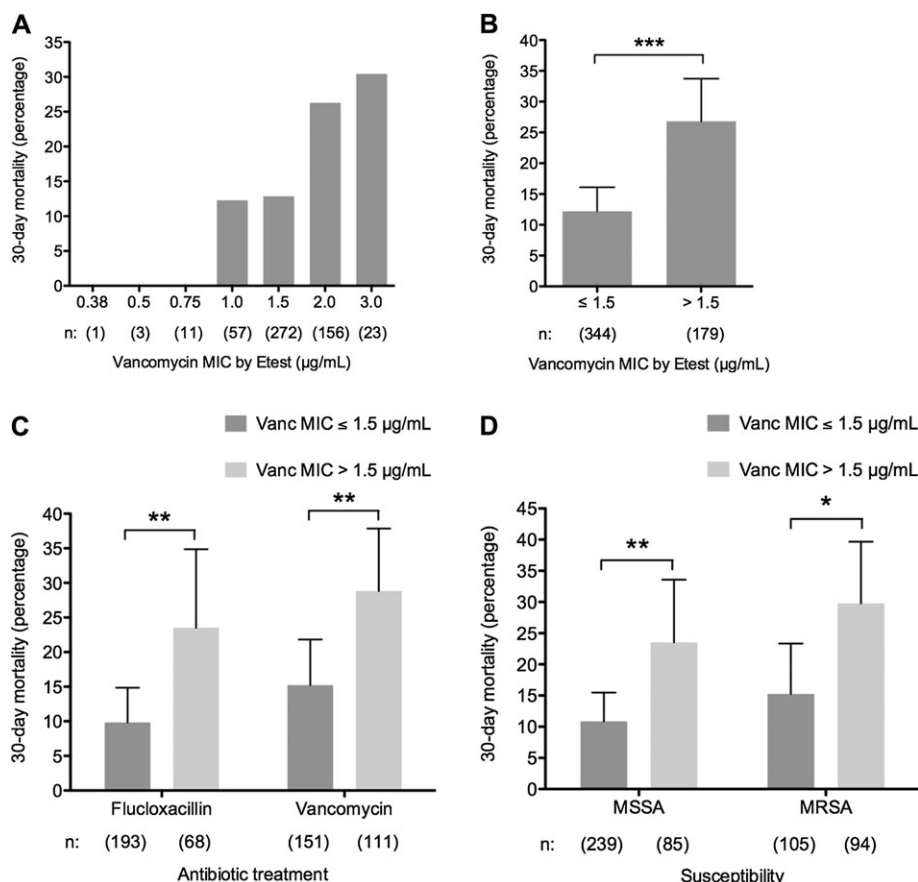 A
30-day mortality (percentage)
35
30
25
20
15
10
5
0
0.38 0.5 0.75 1.0 1.5 2.0 3.0
n: (1) (3) (11) (57) (272) (156) (23)
Vancomycin MIC by Etest (µg/mL)
B
30-day mortality (percentage)
40
35
30
25
20
15
10
5
0
***
≤ 1.5 > 1.5
n: (344) (179)
Vancomycin MIC by Etest (µg/mL)
C
Vanc MIC ≤ 1.5 µg/mL
Vanc MIC > 1.5 µg/mL
30-day mortality (percentage)
40
35
30
25
20
15
10
5
0
** **
Flucloxacillin Vancomycin
n: (193) (68) (151) (111)
Antibiotic treatment
D
Vanc MIC ≤ 1.5 µg/mL
Vanc MIC > 1.5 µg/mL
30-day mortality (percentage)
45
40
35
30
25
20
15
10
5
0
** *
MSSA MRSA
n: (239) (85) (105) (94)
Susceptibility